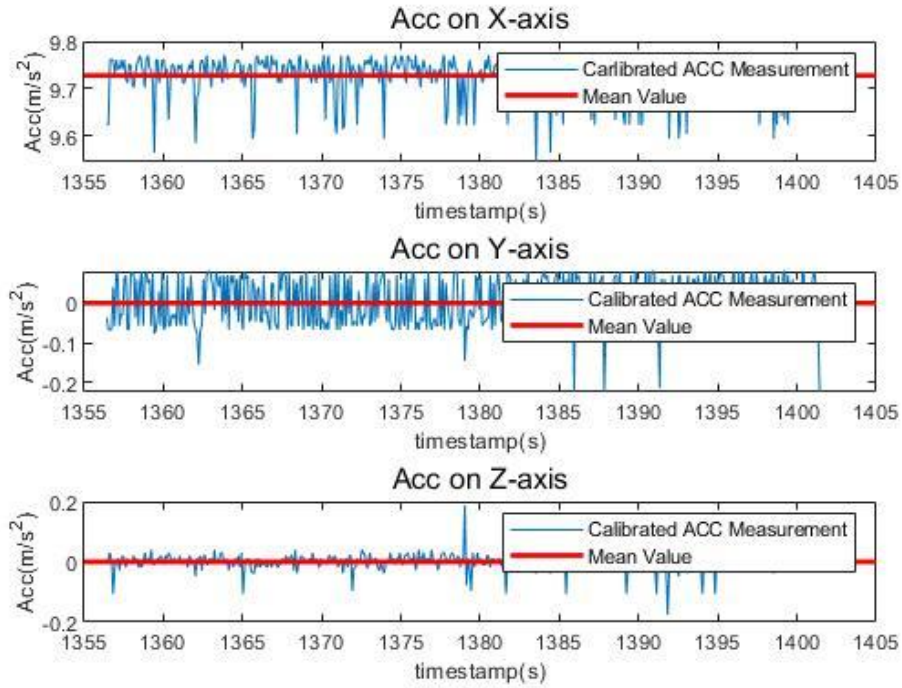 Acc on X-axis
9.8
9.7
9.6
Acc(m/s²)
Carlibrated ACC Measurement
Mean Value
1355 1360 1365 1370 1375 1380 1385 1390 1395 1400 1405
timestamp(s)
Acc on Y-axis
0
-0.1
-0.2
Acc(m/s²)
Calibrated ACC Measurement
Mean Value
1355 1360 1365 1370 1375 1380 1385 1390 1395 1400 1405
timestamp(s)
Acc on Z-axis
0.2
0
-0.2
Acc(m/s²)
Calibrated ACC Measurement
Mean Value
1355 1360 1365 1370 1375 1380 1385 1390 1395 1400 1405
timestamp(s)